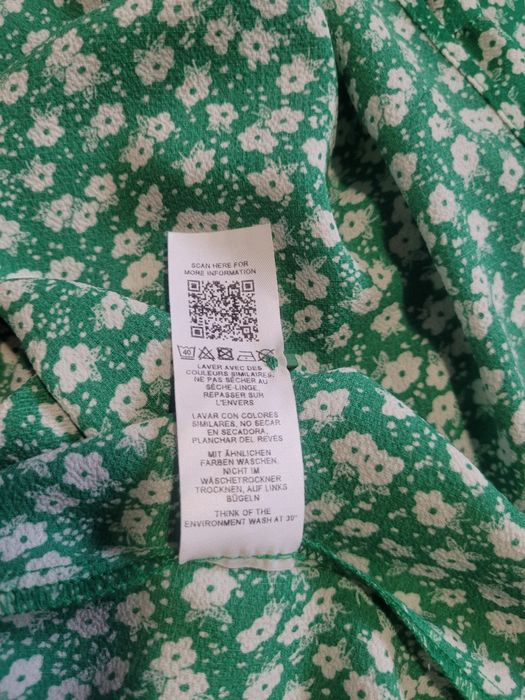 SCAN HERE FOR
MORE INFORMATION
40
LAVER AVEC DES
COULEURS SIMILAIRES,
NE PAS SÉCHER AU
SÈCHE-LINGE,
REPASSER SUR
L'ENVERS
LAVAR CON COLORES
SIMILARES, NO SECAR
EN SECADORA,
PLANCHAR DEL REVÉS
MIT ÄHNLICHEN
FARBEN WASCHEN,
NICHT IM
WÄSCHETROCKNER
TROCKNEN, AUF LINKS
BÜGELN
THINK OF THE
ENVIRONMENT WASH AT 30°